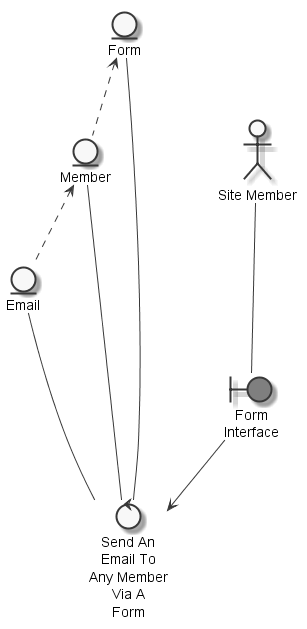 Form
Member
Site Member
Email
Form
Interface
Send An
Email To
Any Member
Via A
Form